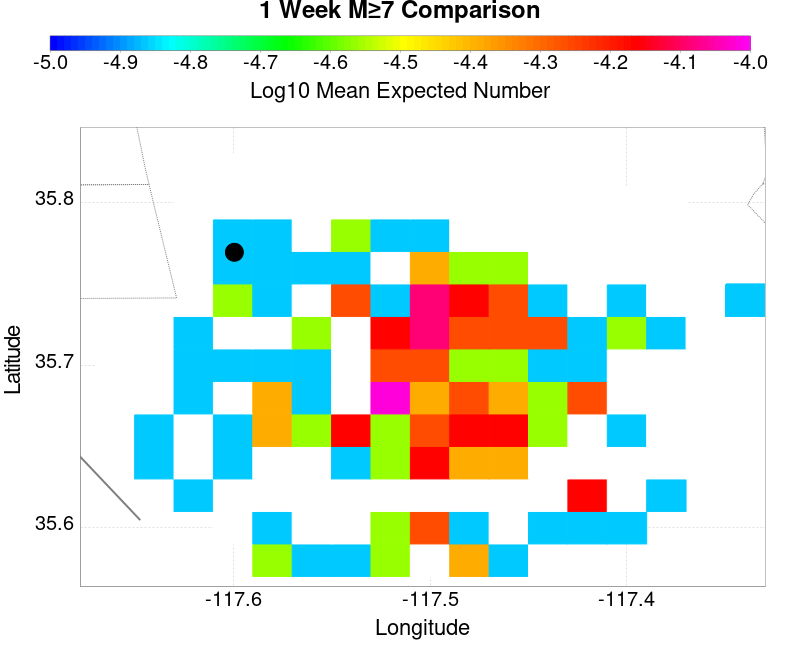 1 Week M≥7 Comparison
-5.0 -4.9 -4.8 -4.7 -4.6 -4.5 -4.4 -4.3 -4.2 -4.1 -4.0
Log10 Mean Expected Number
35.8
35.7
35.6
Latitude
-117.6 -117.5 -117.4
Longitude